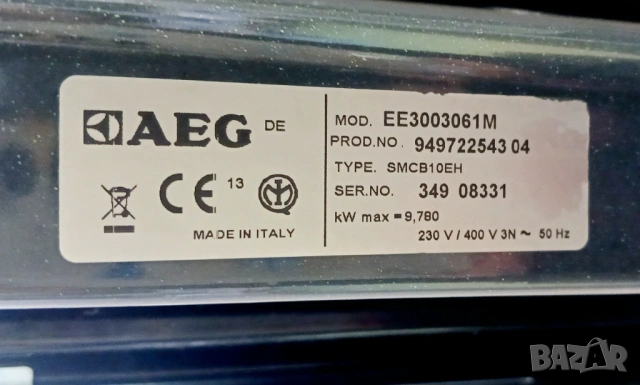 AEG DE
MOD. EE3003061M
PROD.NO. 949722543 04
TYPE. SMCB10EH
SER.NO. 349 08331
kW max = 9,780
230 V / 400 V 3N ~ 50 Hz
CE 13
MADE IN ITALY
BAZAR